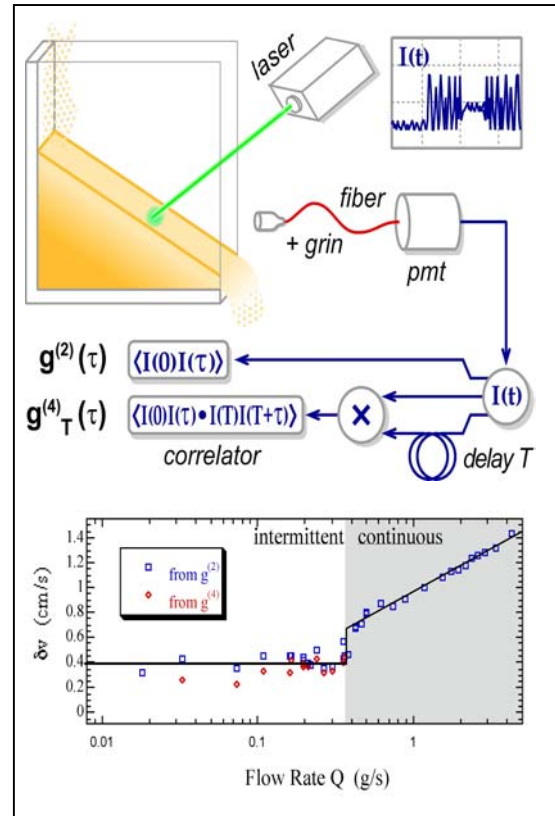 laser
I(t)
fiber
+ grin
pmt
g⁽²⁾(τ) ⟨I(0)I(τ)⟩
I(t)
g⁽⁴⁾_T(τ) ⟨I(0)I(τ)•I(T)I(T+τ)⟩ ×
correlator
delay T
intermittent continuous
from g⁽²⁾
from g⁽⁴⁾
δv (cm/s)
1.4
1.2
1
0.8
0.6
0.4
0.2
0
0.01 0.1 1
Flow Rate Q (g/s)